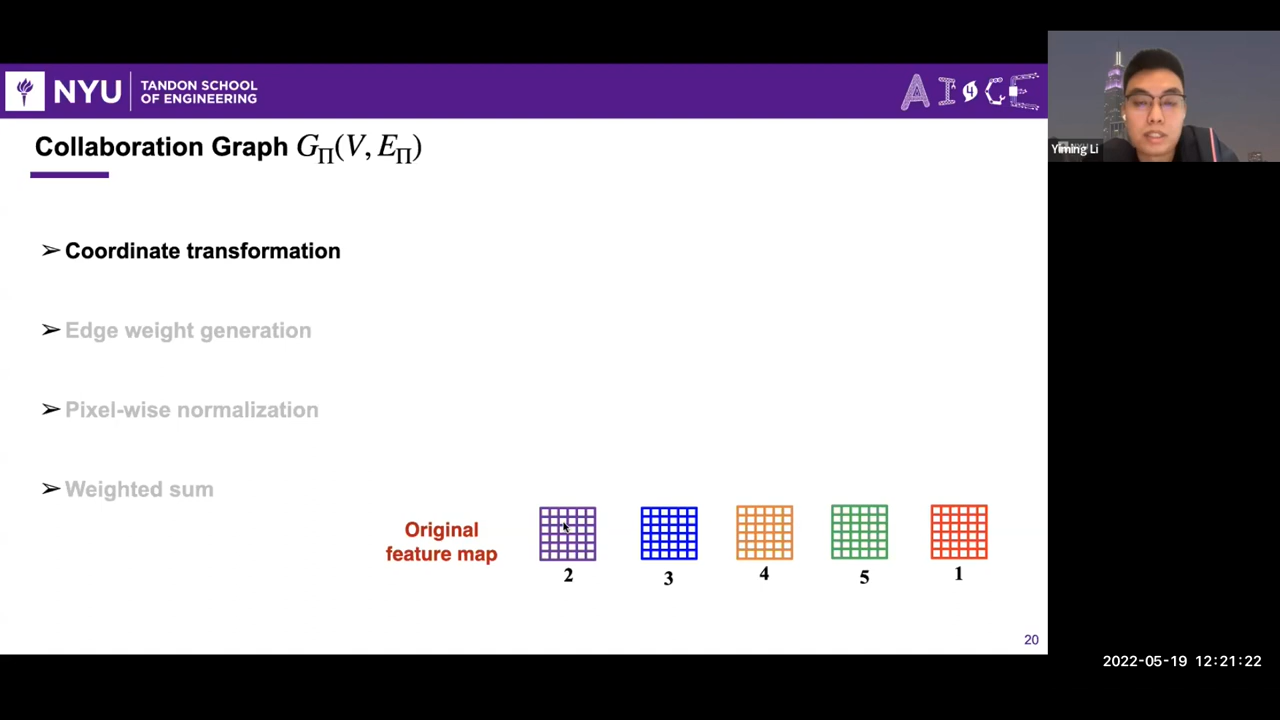 NYU
TANDON SCHOOL
OF ENGINEERING
AI4CE
Collaboration Graph G_Π(V, E_Π)
Yiming Li
➢ Coordinate transformation
➢ Edge weight generation
➢ Pixel-wise normalization
➢ Weighted sum
Original
feature map
2 3 4 5 1
20
2022-05-19 12:21:22